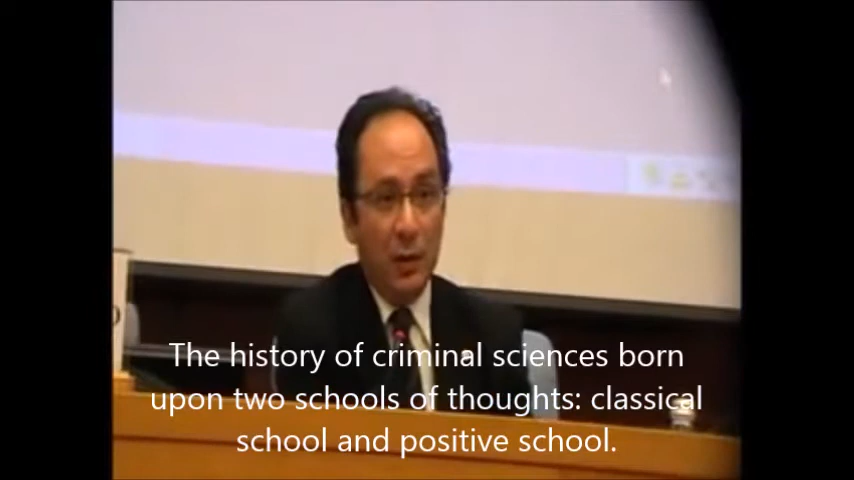 The history of criminal sciences born
upon two schools of thoughts: classical
school and positive school.